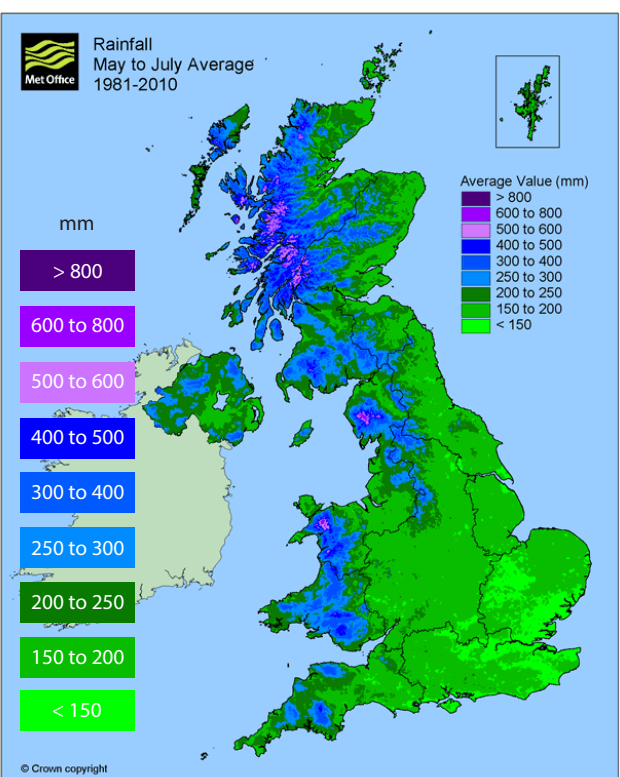 Met Office
Rainfall
May to July Average
1981-2010
mm
> 800
600 to 800
500 to 600
400 to 500
300 to 400
250 to 300
200 to 250
150 to 200
< 150
Average Value (mm)
> 800
600 to 800
500 to 600
400 to 500
300 to 400
250 to 300
200 to 250
150 to 200
< 150
© Crown copyright